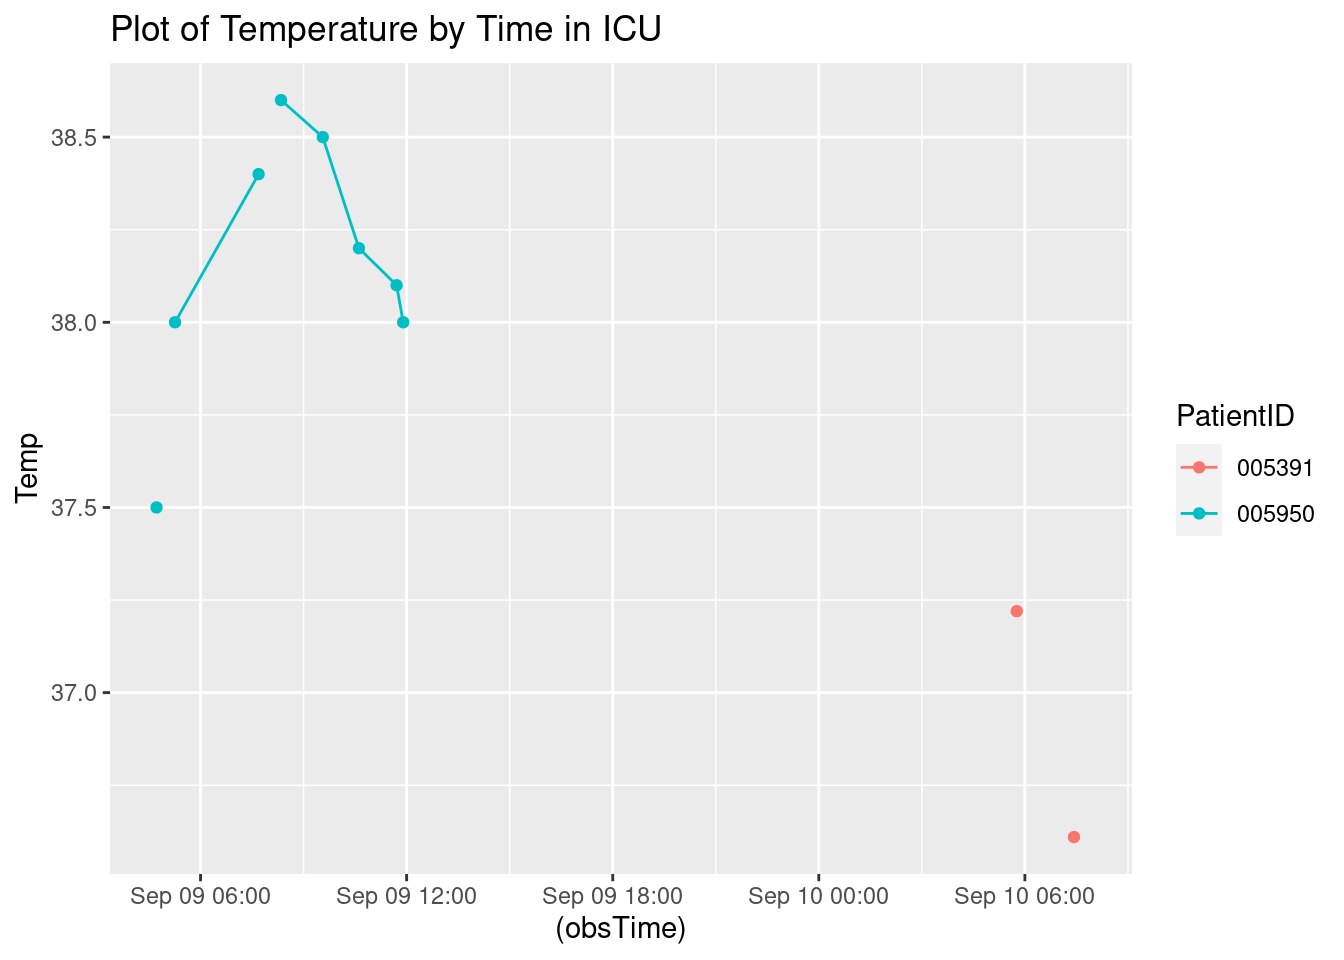 Plot of Temperature by Time in ICU
38.5
38.0
37.5
37.0
Temp
Sep 09 06:00 Sep 09 12:00 Sep 09 18:00 Sep 10 00:00 Sep 10 06:00
(obsTime)
PatientID
005391
005950